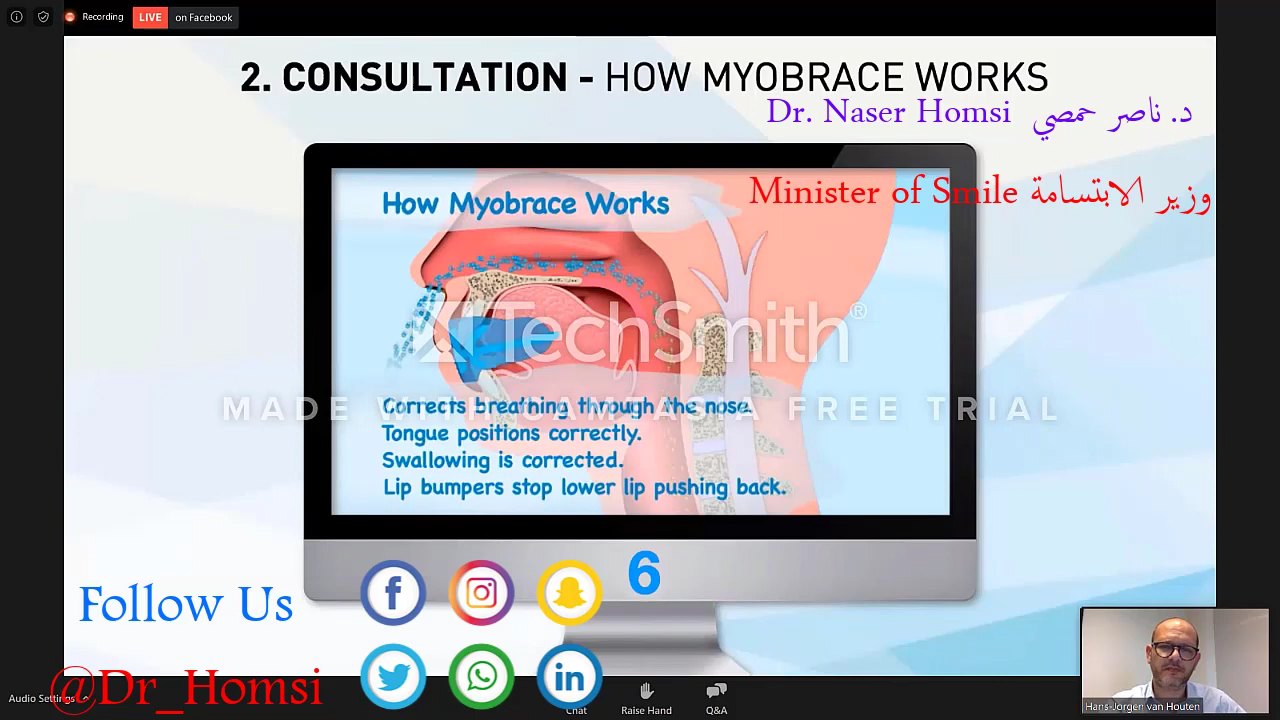 Recording
LIVE
on Facebook
2. CONSULTATION - HOW MYOBRACE WORKS
Dr. Naser Homsi د. ناصر حمصي
Minister of Smile وزير الابتسامة
How Myobrace Works
TechSmith®
MADE WITH CAMTASIA FREE TRIAL
Corrects breathing through the nose.
Tongue positions correctly.
Swallowing is corrected.
Lip bumpers stop lower lip pushing back.
6
Follow Us
@Dr_Homsi
in
Audio Settings
Chat
Raise Hand
Q&A
Hans-Jorgen van Houten